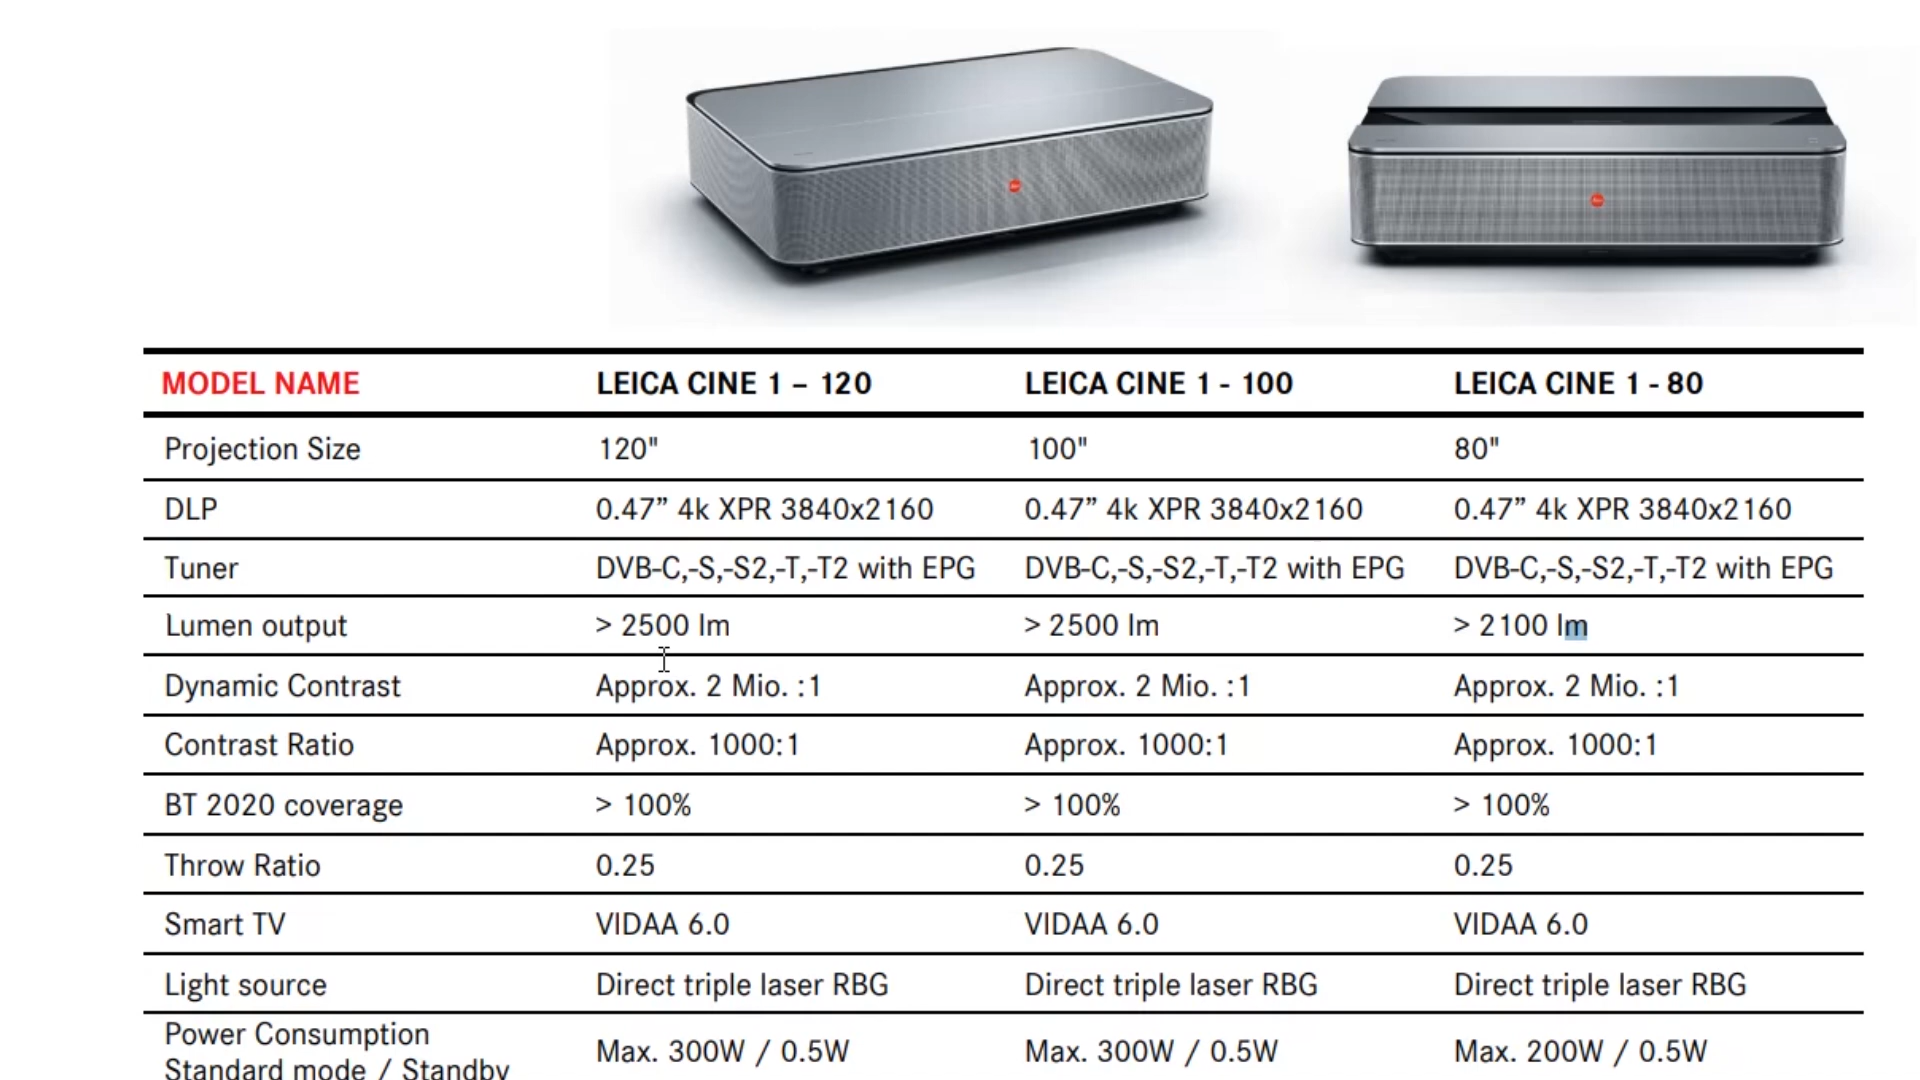 MODEL NAME LEICA CINE 1 – 120 LEICA CINE 1 - 100 LEICA CINE 1 - 80
Projection Size 120" 100" 80"
DLP 0.47” 4k XPR 3840x2160 0.47” 4k XPR 3840x2160 0.47” 4k XPR 3840x2160
Tuner DVB-C,-S,-S2,-T,-T2 with EPG DVB-C,-S,-S2,-T,-T2 with EPG DVB-C,-S,-S2,-T,-T2 with EPG
Lumen output > 2500 lm > 2500 lm > 2100 lm
Dynamic Contrast Approx. 2 Mio. :1 Approx. 2 Mio. :1 Approx. 2 Mio. :1
Contrast Ratio Approx. 1000:1 Approx. 1000:1 Approx. 1000:1
BT 2020 coverage > 100% > 100% > 100%
Throw Ratio 0.25 0.25 0.25
Smart TV VIDAA 6.0 VIDAA 6.0 VIDAA 6.0
Light source Direct triple laser RBG Direct triple laser RBG Direct triple laser RBG
Power Consumption
Standard mode / Standby Max. 300W / 0.5W Max. 300W / 0.5W Max. 200W / 0.5W